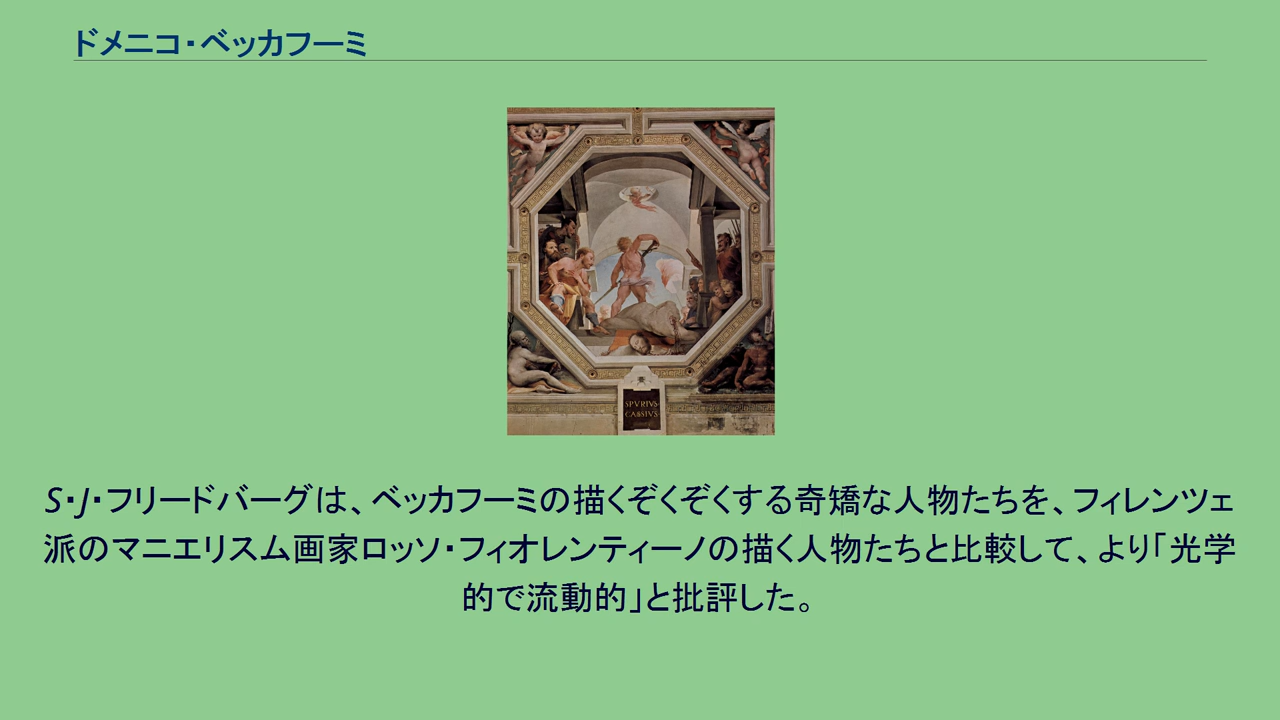 ドメニコ・ベッカフーミ
SPVRIVS
CASSIVS
S・J・フリードバーグは、ベッカフーミの描くぞくぞくする奇矯な人物たちを、フィレンツェ
派のマニエリスム画家ロッソ・フィオレンティーノの描く人物たちと比較して、より「光学
的で流動的」と批評した。